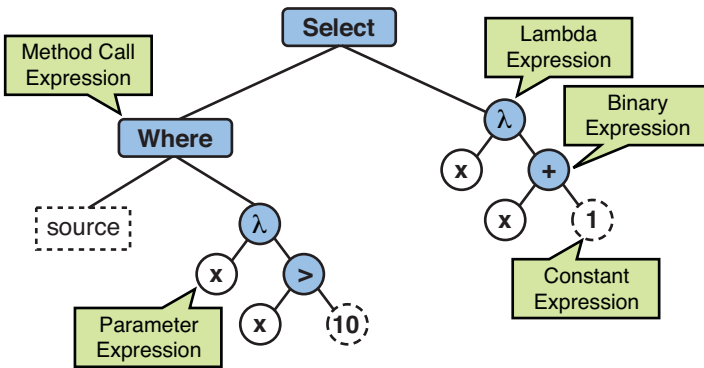 Select
Method Call
Expression
Lambda
Expression
Where
λ
Binary
Expression
x
+
source
λ
x
1
x
>
Constant
Expression
Parameter
Expression
x
10